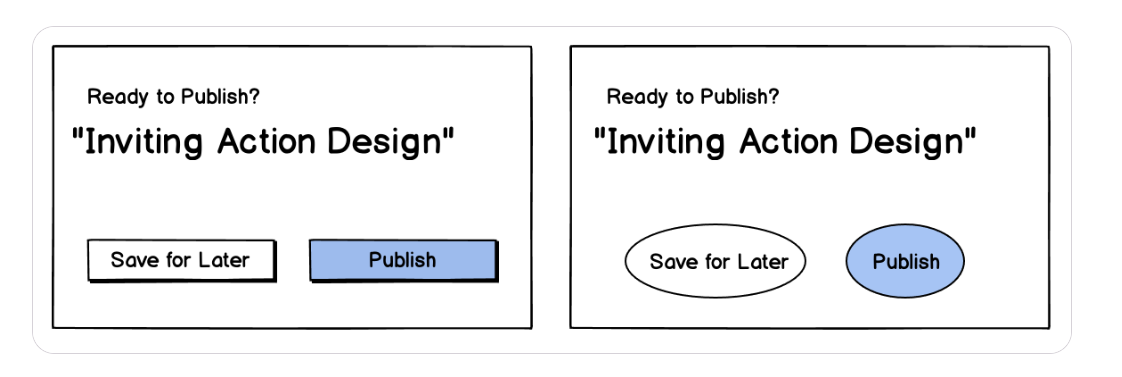 Ready to Publish?
"Inviting Action Design"
Save for Later
Publish
Ready to Publish?
"Inviting Action Design"
Save for Later
Publish